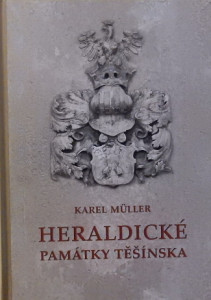 KAREL MÜLLER
HERALDICKÉ
PAMÁTKY TĚŠÍNSKA